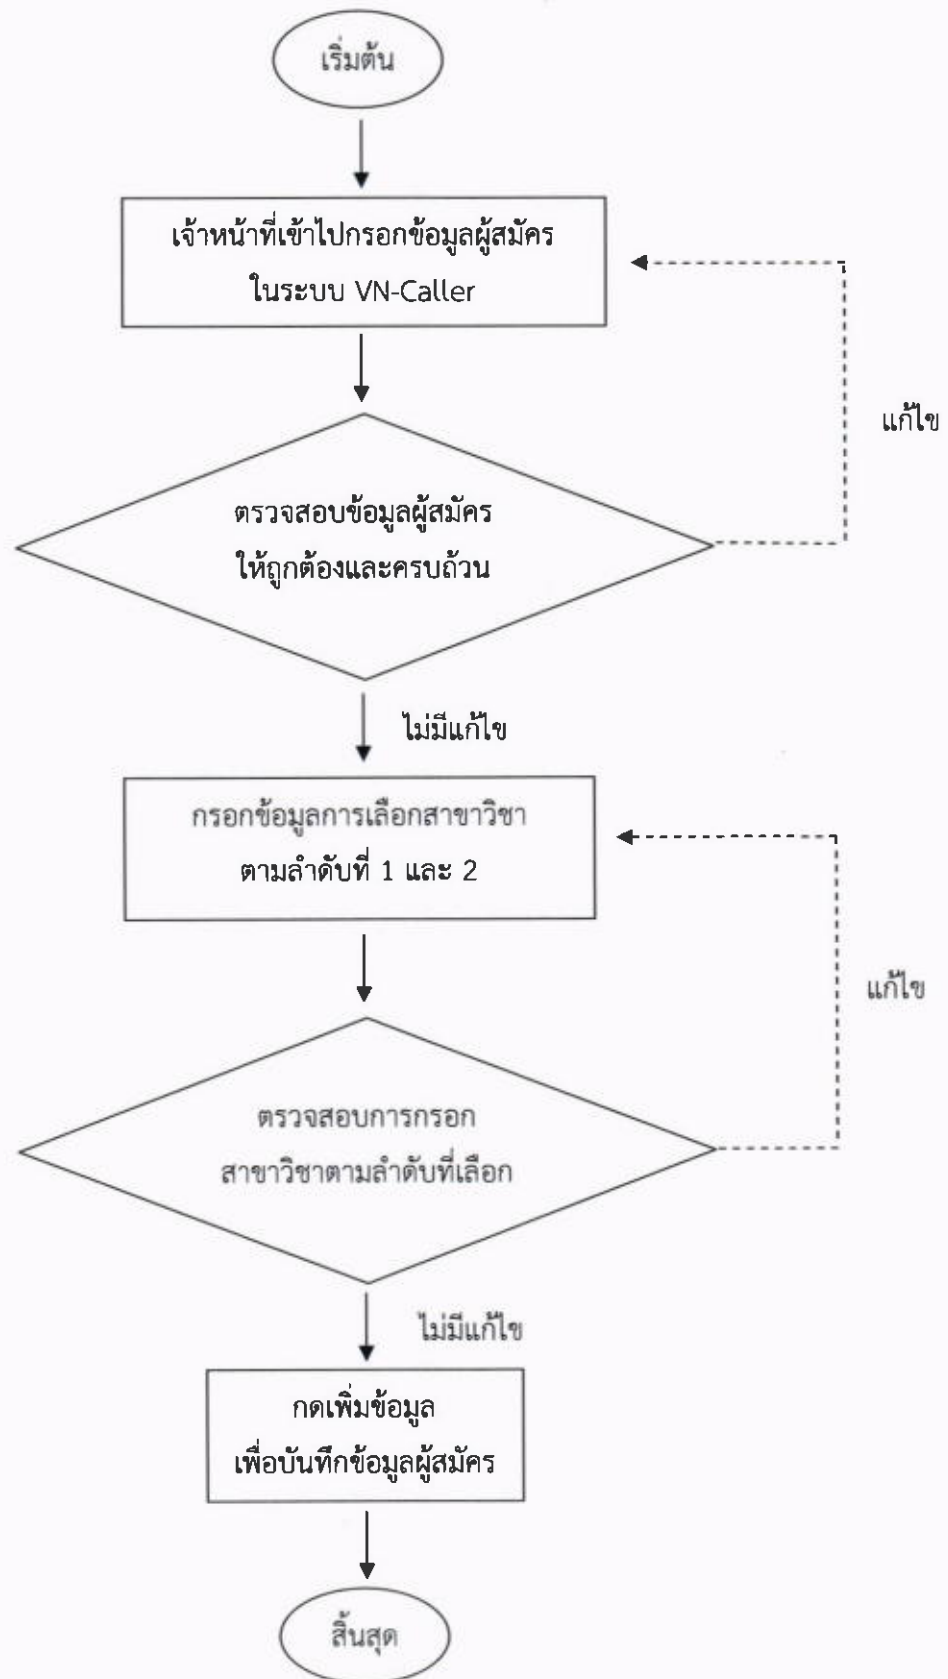 เริ่มต้น
เจ้าหน้าที่เข้าไปกรอกข้อมูลผู้สมัคร
ในระบบ VN-Caller
แก้ไข
ตรวจสอบข้อมูลผู้สมัคร
ให้ถูกต้องและครบถ้วน
ไม่มีแก้ไข
กรอกข้อมูลการเลือกสาขาวิชา
ตามลำดับที่ 1 และ 2
แก้ไข
ตรวจสอบการกรอก
สาขาวิชาตามลำดับที่เลือก
ไม่มีแก้ไข
กดเพิ่มข้อมูล
เพื่อบันทึกข้อมูลผู้สมัคร
สิ้นสุด